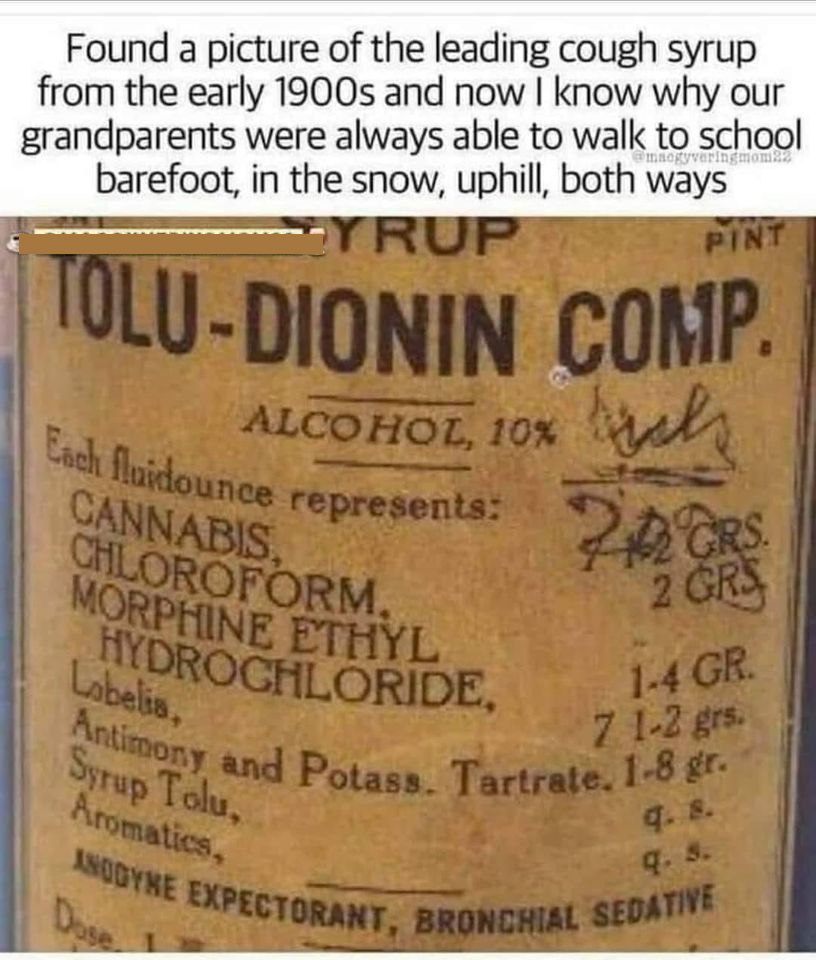 Found a picture of the leading cough syrup
from the early 1900s and now I know why our
grandparents were always able to walk to school
@macgyveringmom22
barefoot, in the snow, uphill, both ways
YRUP
PINT
TOLU-DIONIN COMP.
ALCOHOL, 10%
Each fluidounce represents:
CANNABIS, GRS.
CHLOROFORM, 2 GRS
MORPHINE ETHYL
HYDROCHLORIDE, 1-4 GR.
Lobelia, 7 1-2 grs.
Antimony and Potass. Tartrate. 1-8 gr.
Syrup Tolu, q. s.
Aromatics, q. s.
ANODYNE EXPECTORANT, BRONCHIAL SEDATIVE
Dose